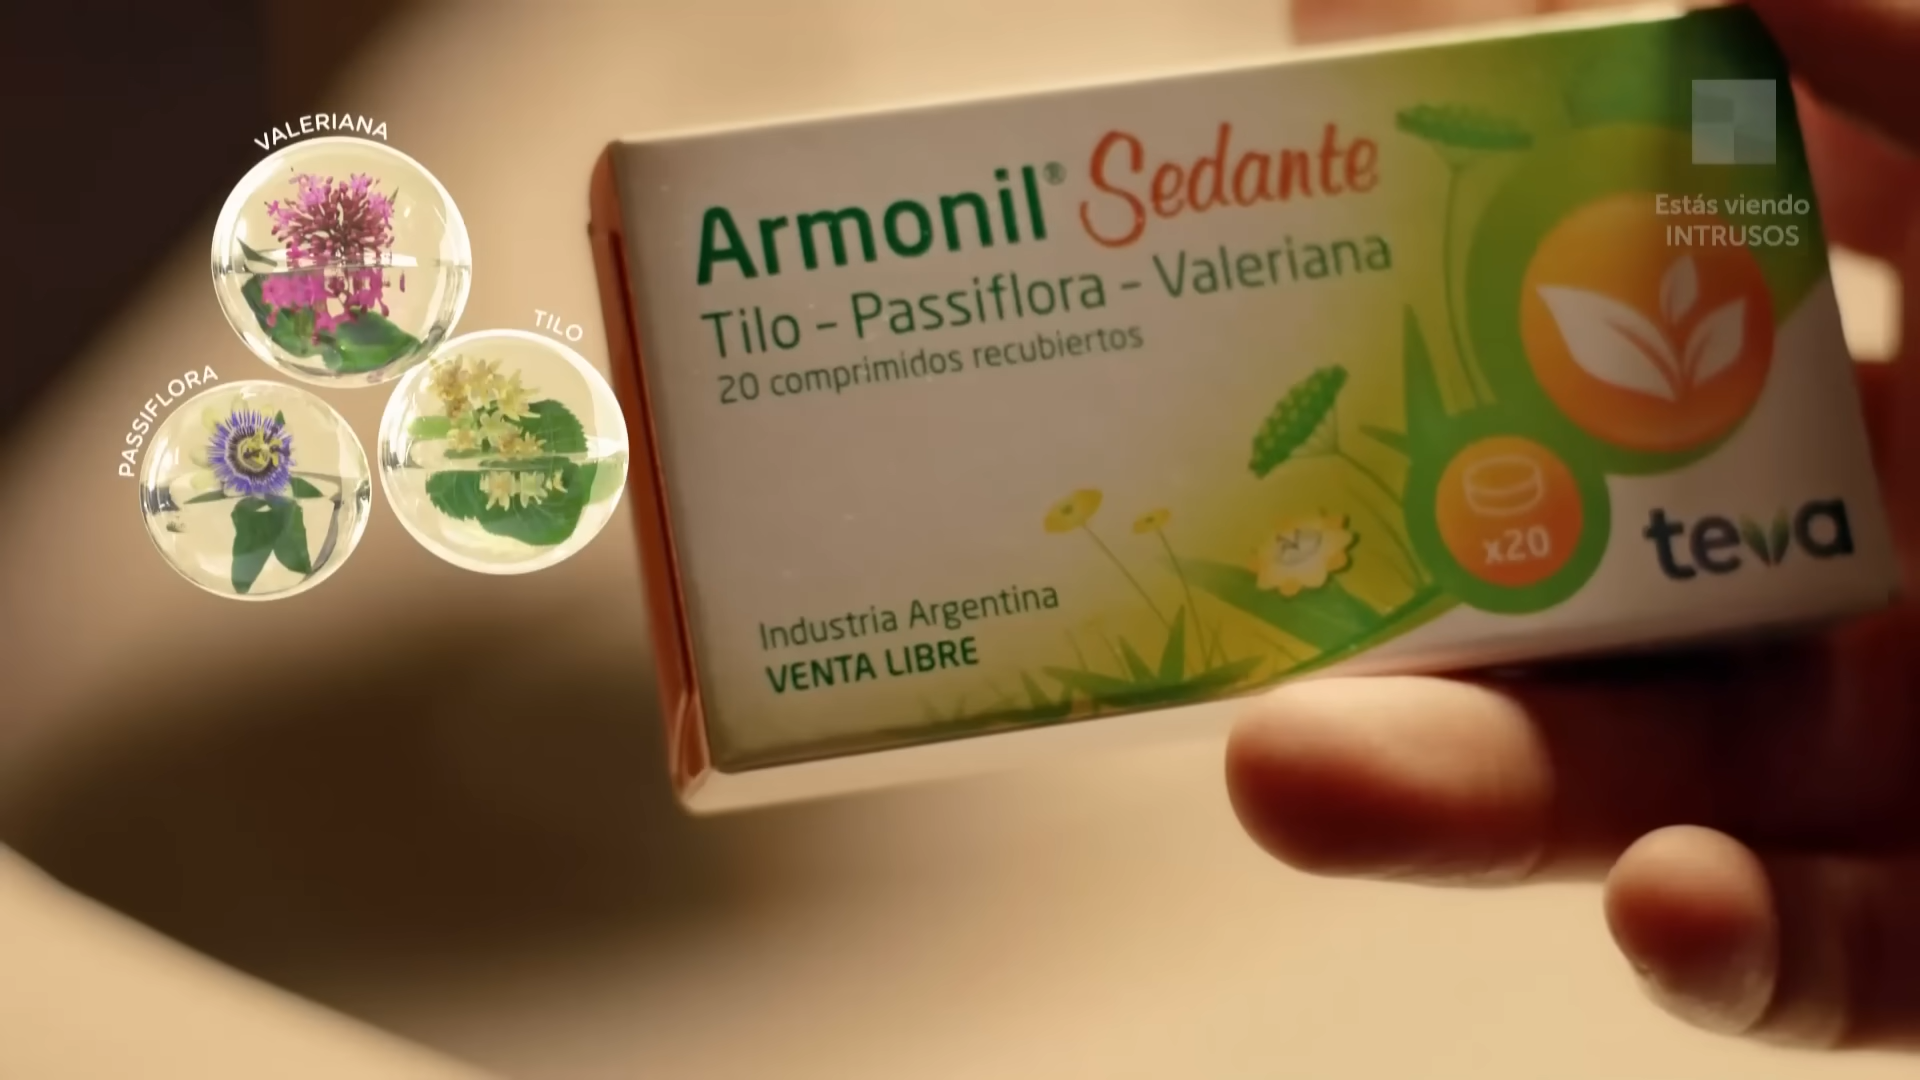 VALERIANA
TILO
PASSIFLORA
Armonil® Sedante
Tilo - Passiflora - Valeriana
20 comprimidos recubiertos
x20
teva
Industria Argentina
VENTA LIBRE
Estás viendo
INTRUSOS